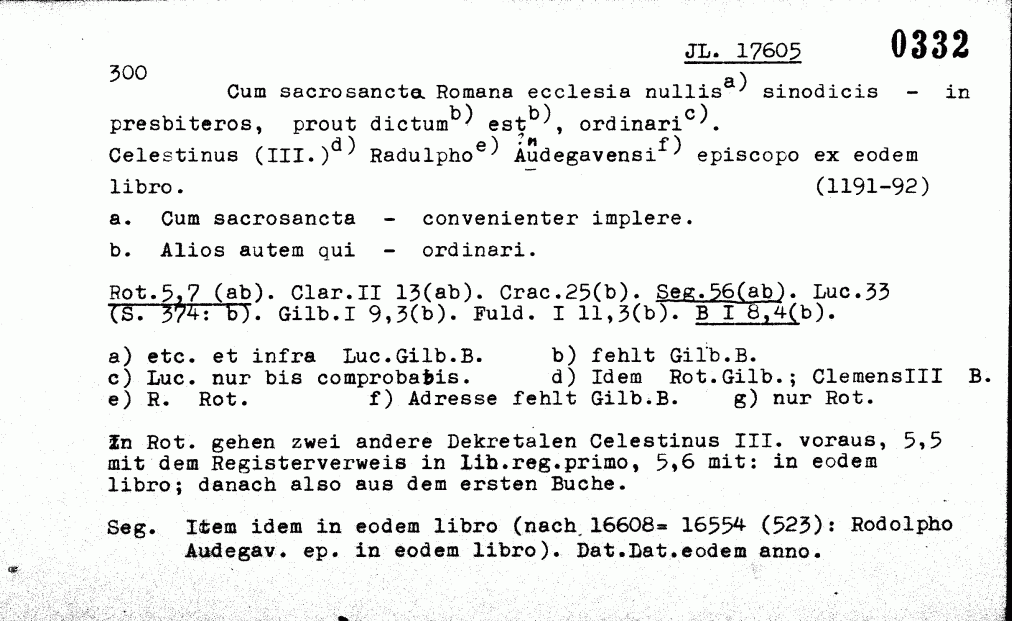 JL. 17605 0332
300
Cum sacrosancta Romana ecclesia nullis a) sinodicis - in
presbiteros, prout dictum b) est b), ordinari c).
Celestinus (III.) d) Radulpho e) Andegavensi f) episcopo ex eodem
libro. (1191-92)
a. Cum sacrosancta - convenienter implere.
b. Alios autem qui - ordinari.
Rot.5,7 (ab). Clar.II 13(ab). Crac.25(b). Seg.56(ab). Luc.33
(S. 374: b). Gilb.I 9,3(b). Fuld. I 11,3(b). B I 8,4(b).
a) etc. et infra Luc.Gilb.B. b) fehlt Gilb.B.
c) Luc. nur bis comprobabis. d) Idem Rot.Gilb.; ClemensIII B.
e) R. Rot. f) Adresse fehlt Gilb.B. g) nur Rot.
In Rot. gehen zwei andere Dekretalen Celestinus III. voraus, 5,5
mit dem Registerverweis in lib.reg.primo, 5,6 mit: in eodem
libro; danach also aus dem ersten Buche.
Seg. Item idem in eodem libro (nach 16608= 16554 (523): Rodolpho
Audegav. ep. in eodem libro). Dat.Dat.eodem anno.